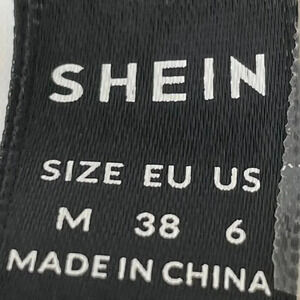 SHEIN
SIZE EU US
M 38 6
MADE IN CHINA